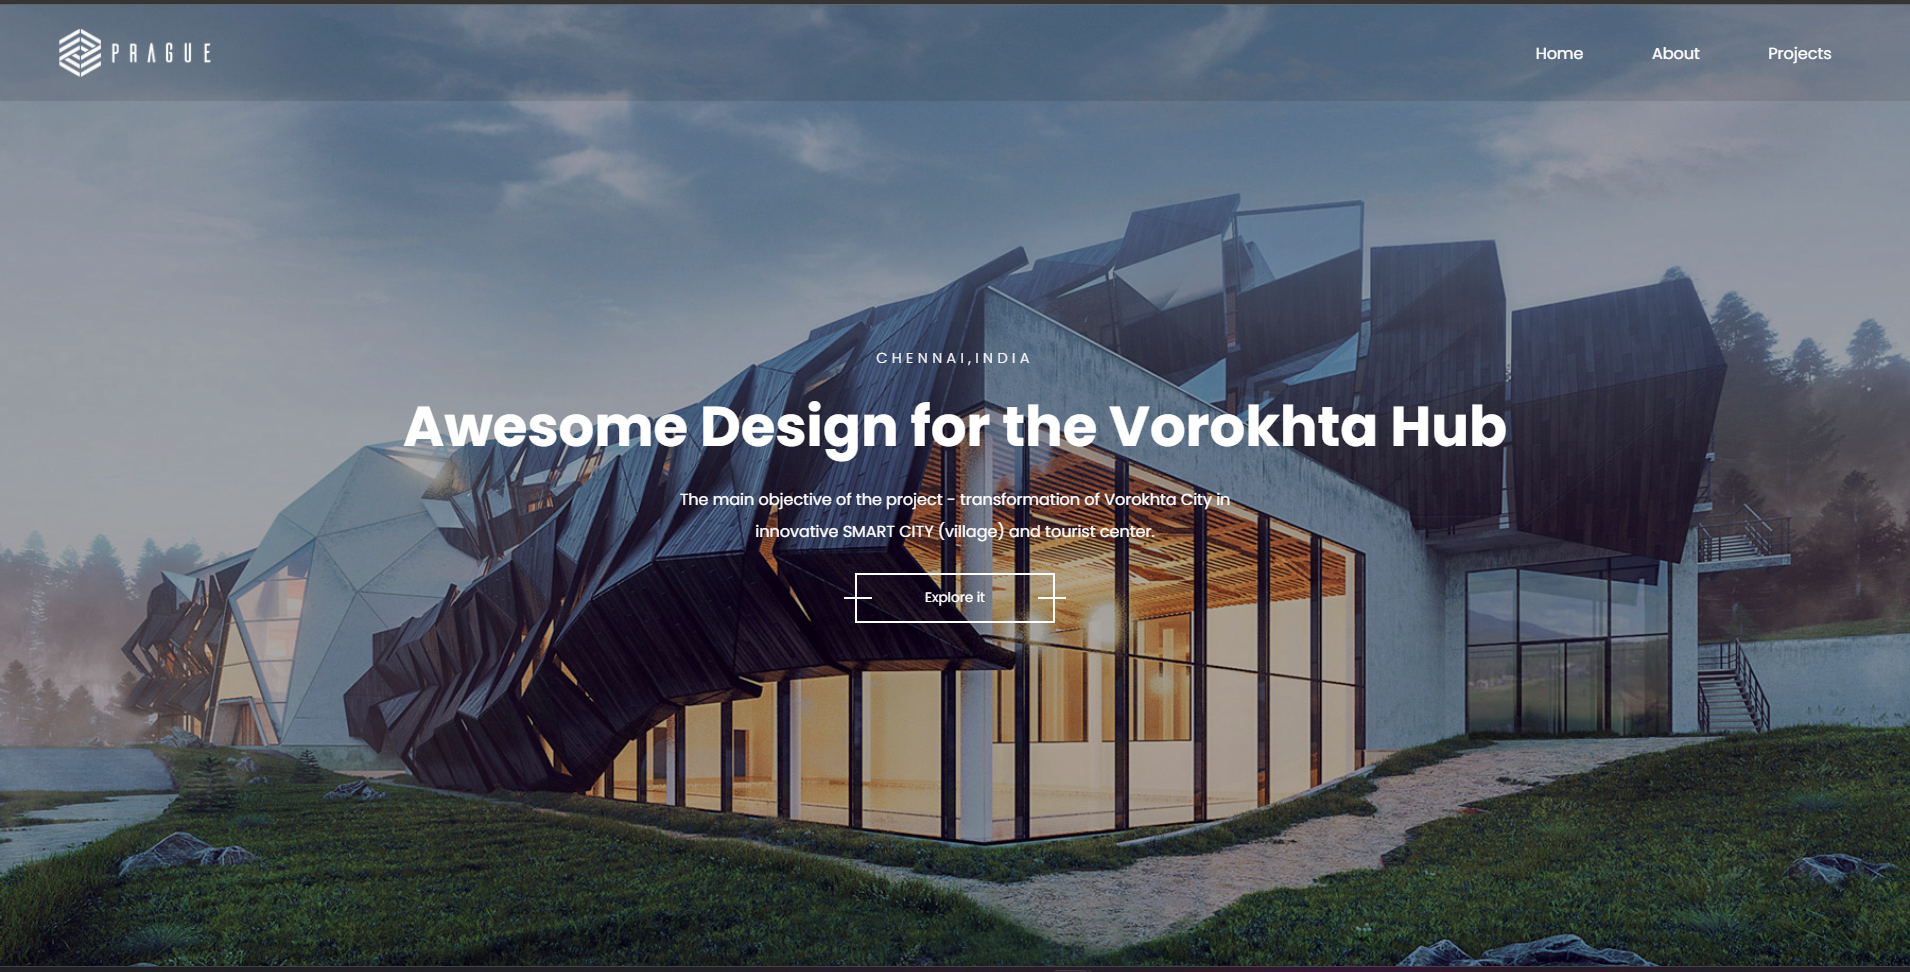 PRAGUE
Home About Projects
CHENNAI,INDIA
Awesome Design for the Vorokhta Hub
The main objective of the project - transformation of Vorokhta City in
innovative SMART CITY (village) and tourist center.
Explore it